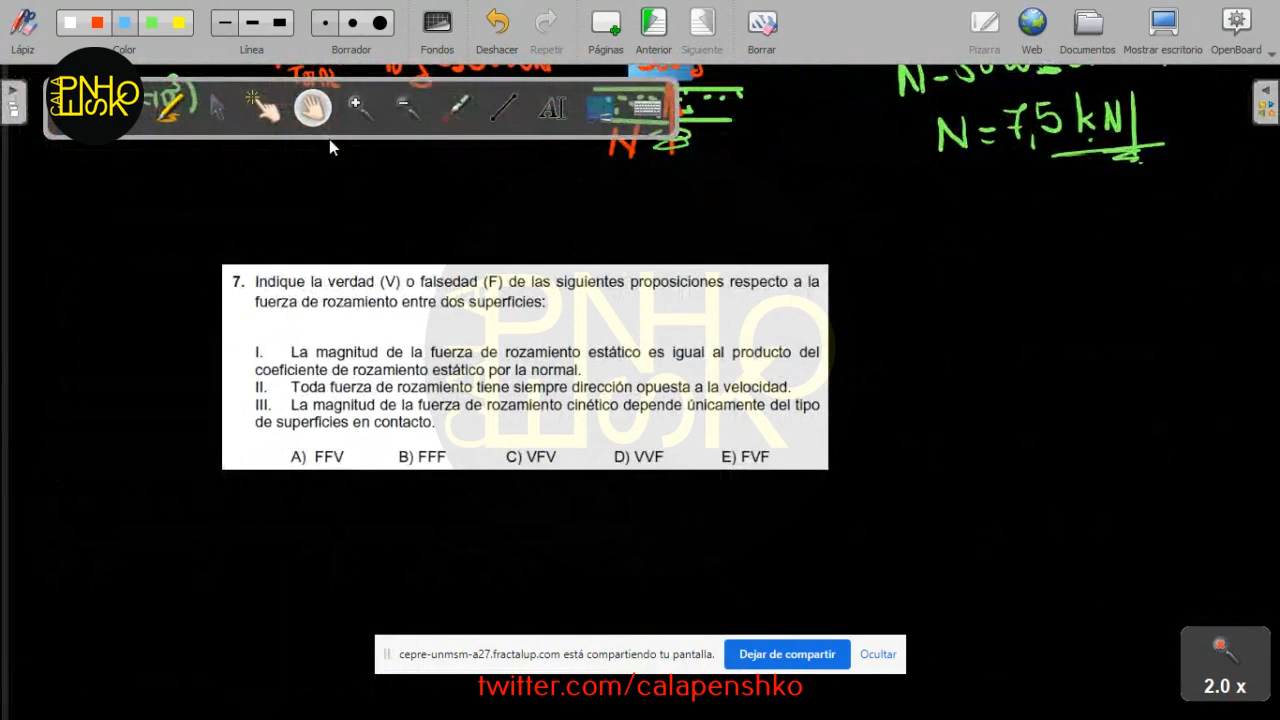 Lápiz Color Línea Borrador Fondos Deshacer Repetir Páginas Anterior Siguiente Borrar Pizarra Web Documentos Mostrar escritorio OpenBoard
N = 7,5 kN
N
7. Indique la verdad (V) o falsedad (F) de las siguientes proposiciones respecto a la
fuerza de rozamiento entre dos superficies:
I. La magnitud de la fuerza de rozamiento estático es igual al producto del
coeficiente de rozamiento estático por la normal.
II. Toda fuerza de rozamiento tiene siempre dirección opuesta a la velocidad.
III. La magnitud de la fuerza de rozamiento cinético depende únicamente del tipo
de superficies en contacto.
A) FFV B) FFF C) VFV D) VVF E) FVF
cepre-unmsm-a27.fractalup.com está compartiendo tu pantalla. Dejar de compartir Ocultar
twitter.com/calapenshko
2.0 x